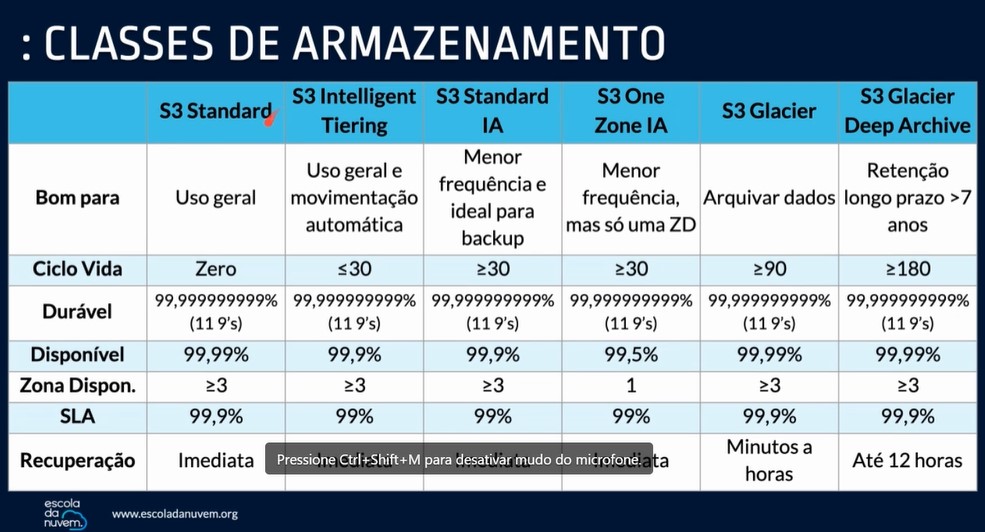 : CLASSES DE ARMAZENAMENTO
S3 Standard
S3 Intelligent
Tiering
S3 Standard
IA
S3 One
Zone IA
S3 Glacier
S3 Glacier
Deep Archive
Bom para
Uso geral
Uso geral e
movimentação
automática
Menor
frequência e
ideal para
backup
Menor
frequência,
mas só uma ZD
Arquivar dados
Retenção
longo prazo >7
anos
Ciclo Vida
Zero
≤30
≥30
≥30
≥90
≥180
Durável
99,999999999%
(11 9's)
99,999999999%
(11 9's)
99,999999999%
(11 9's)
99,999999999%
(11 9's)
99,999999999%
(11 9's)
99,999999999%
(11 9's)
Disponível
99,99%
99,9%
99,9%
99,5%
99,99%
99,99%
Zona Dispon.
≥3
≥3
≥3
1
≥3
≥3
SLA
99,9%
99%
99%
99%
99,9%
99,9%
Recuperação
Imediata
Imediata
Imediata
Imediata
Minutos a
horas
Até 12 horas
Pressione Ctrl+Shift+M para desativar mudo do microfone.
escola
da
nuvem.
www.escoladanuvem.org